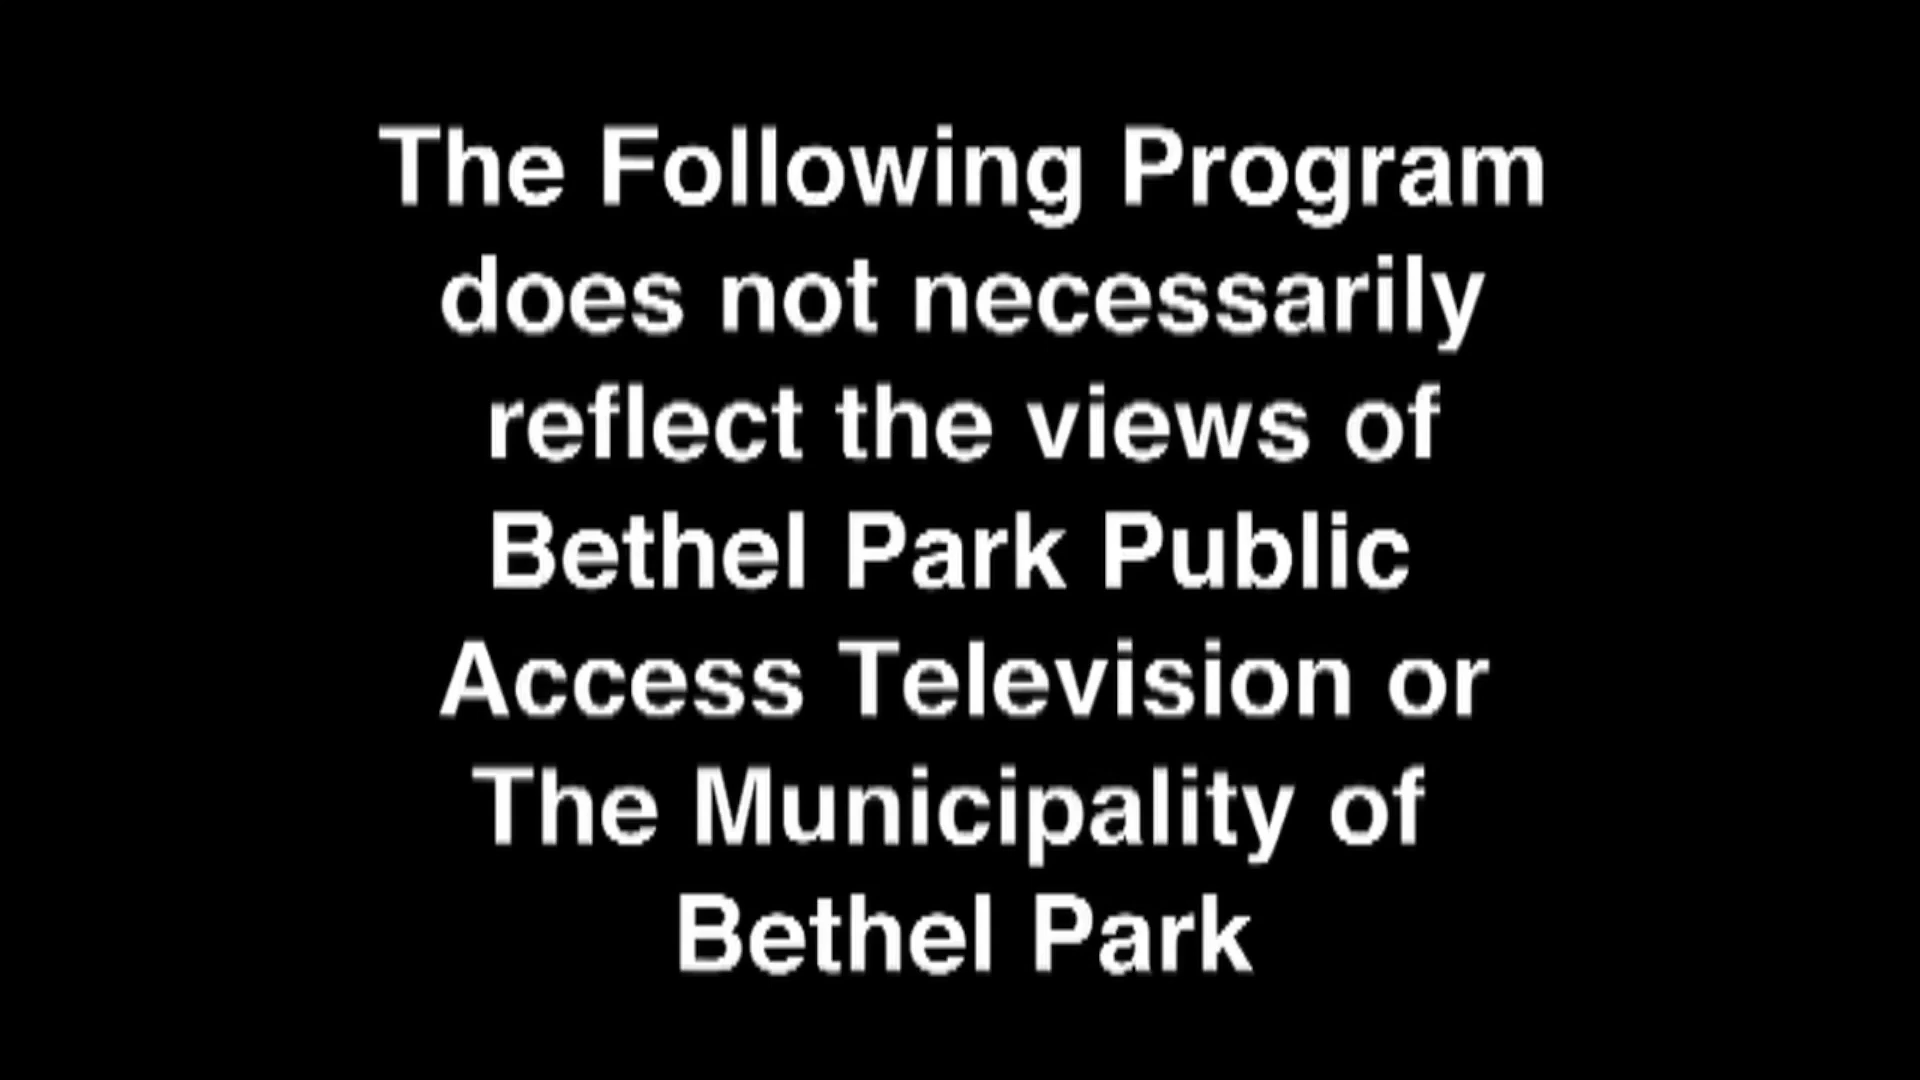 The Following Program
does not necessarily
reflect the views of
Bethel Park Public
Access Television or
The Municipality of
Bethel Park